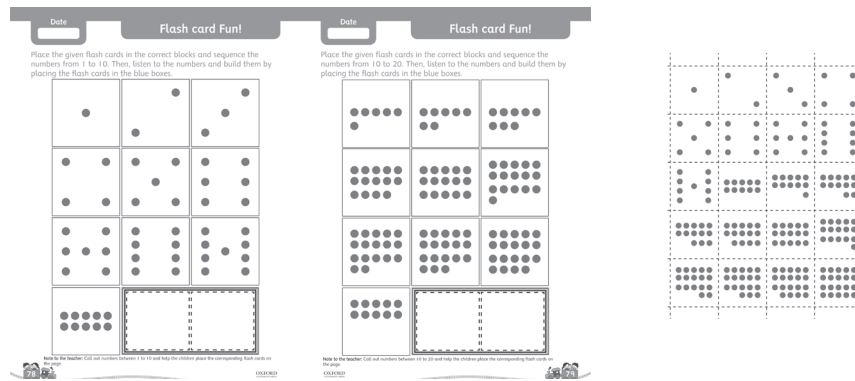 Date
Flash card Fun!
Place the given flash cards in the correct blocks and sequence the
numbers from 1 to 10. Then, listen to the numbers and build them by
placing the flash cards in the blue boxes.
Note to the teacher: Call out numbers between 1 to 10 and help the children place the corresponding flash cards on
the page.
78
OXFORD
Date
Flash card Fun!
Place the given flash cards in the correct blocks and sequence the
numbers from 10 to 20. Then, listen to the numbers and build them by
placing the flash cards in the blue boxes.
Note to the teacher: Call out numbers between 10 to 20 and help the children place the corresponding flash cards on
the page.
OXFORD
79